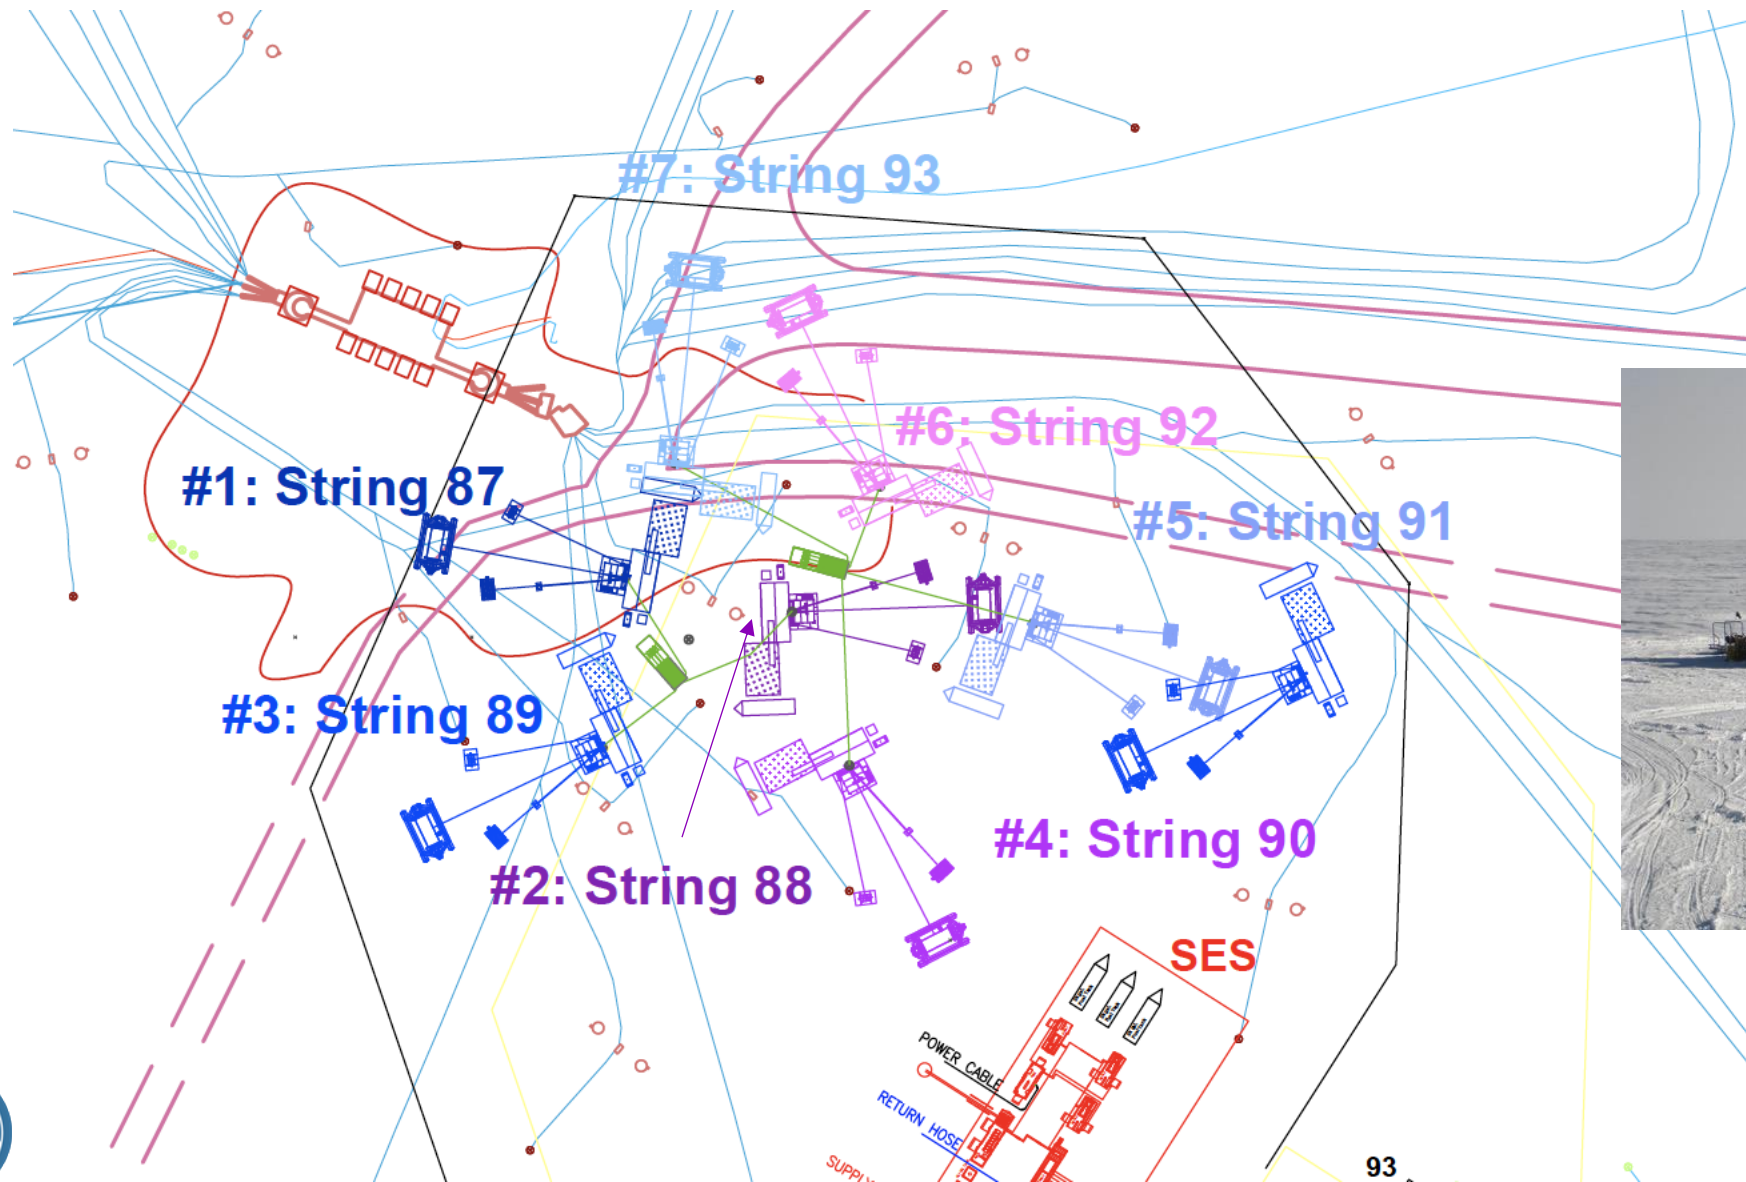 #7: String 93
#6: String 92
#1: String 87
#5: String 91
#3: String 89
#4: String 90
#2: String 88
SES
POWER CABLE
RETURN HOSE
SUPPLY
93